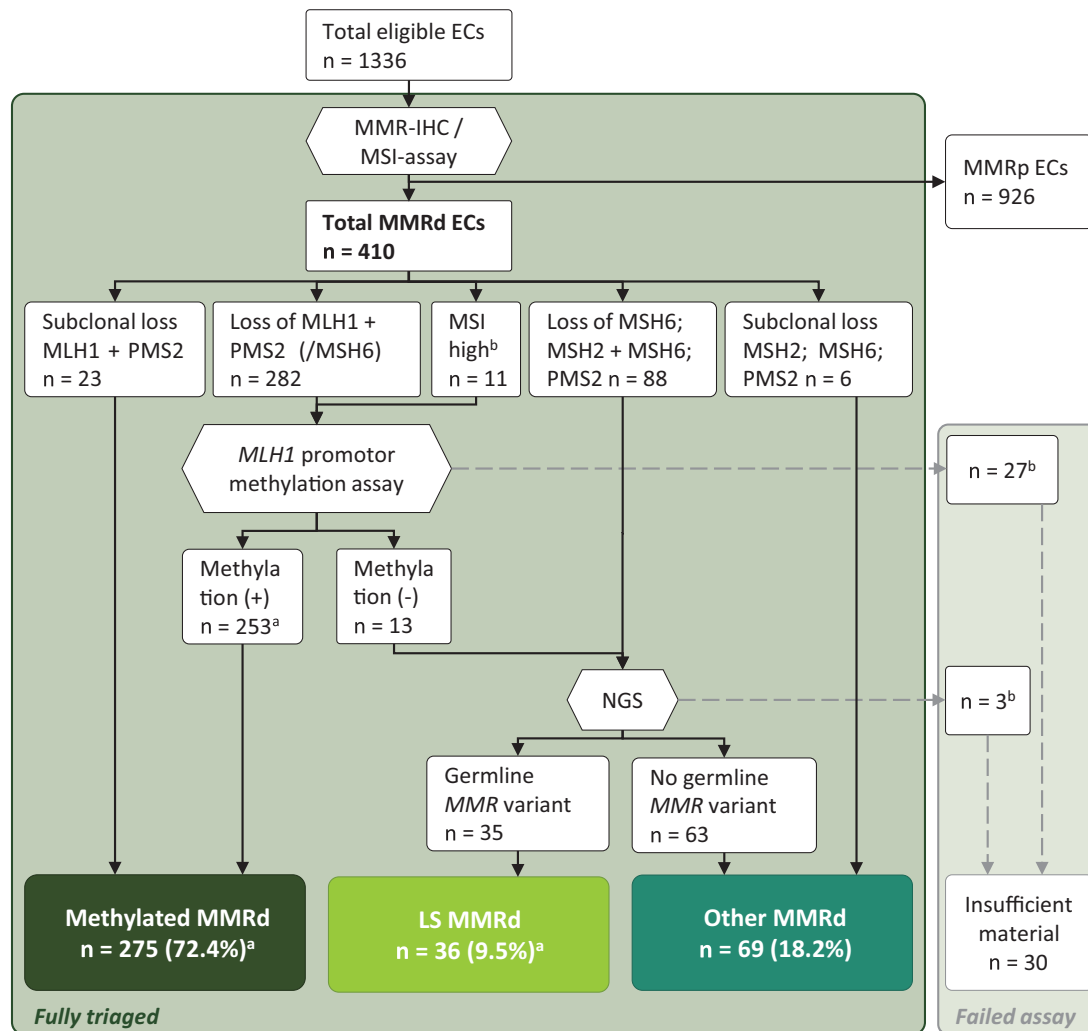 Total eligible ECs
n = 1336
MMR-IHC /
MSI-assay
MMRp ECs
n = 926
Total MMRd ECs
n = 410
Subclonal loss
MLH1 + PMS2
n = 23
Loss of MLH1 +
PMS2 (/MSH6)
n = 282
MSI
highᵇ
n = 11
Loss of MSH6;
MSH2 + MSH6;
PMS2 n = 88
Subclonal loss
MSH2; MSH6;
PMS2 n = 6
MLH1 promotor
methylation assay
n = 27ᵇ
Methyla
tion (+)
n = 253ᵃ
Methyla
tion (-)
n = 13
NGS
n = 3ᵇ
Germline
MMR variant
n = 35
No germline
MMR variant
n = 63
Methylated MMRd
n = 275 (72.4%)ᵃ
LS MMRd
n = 36 (9.5%)ᵃ
Other MMRd
n = 69 (18.2%)
Insufficient
material
n = 30
Fully triaged
Failed assay